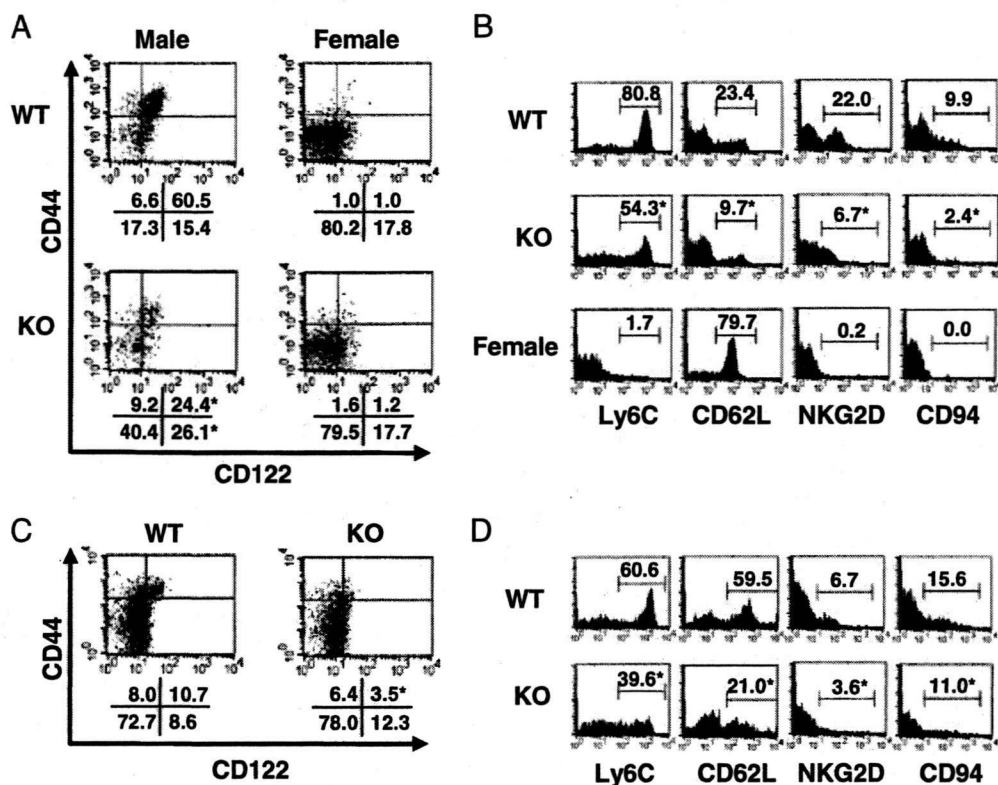 A
Male Female
WT
6.6 60.5
17.3 15.4
1.0 1.0
80.2 17.8
KO
9.2 24.4*
40.4 26.1*
1.6 1.2
79.5 17.7
CD44
CD122
B
WT
80.8 23.4 22.0 9.9
KO
54.3* 9.7* 6.7* 2.4*
Female
1.7 79.7 0.2 0.0
Ly6C CD62L NKG2D CD94
C
WT KO
8.0 10.7
72.7 8.6
6.4 3.5*
78.0 12.3
CD44
CD122
D
WT
60.6 59.5 6.7 15.6
KO
39.6* 21.0* 3.6* 11.0*
Ly6C CD62L NKG2D CD94